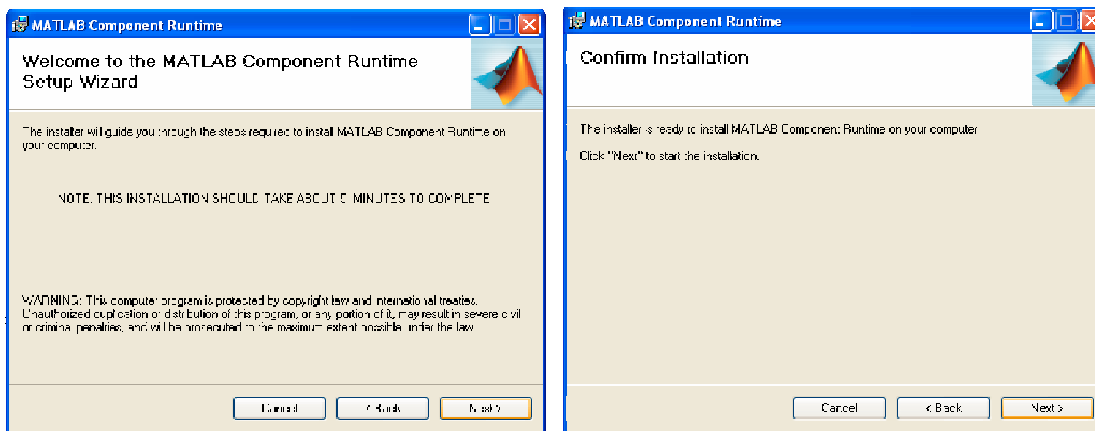 MATLAB Component Runtime
Welcome to the MATLAB Component Runtime
Setup Wizard
The installer will guide you through the steps required to install MATLAB Component Runtime on
your computer.
NOTE: THIS INSTALLATION SHOULD TAKE ABOUT MINUTES TO COMPLETE
WARNING: This computer program is protected by copyright law and international treaties.
Unauthorized duplication or distribution of this program, or any portion of it, may result in severe civil
or criminal penalties, and will be prosecuted to the maximum extent possible under the law.
Cancel
< Back
Next >
MATLAB Component Runtime
Confirm Installation
The installer is ready to install MATLAB Component Runtime on your computer.
Click "Next" to start the installation.
Cancel
< Back
Next >